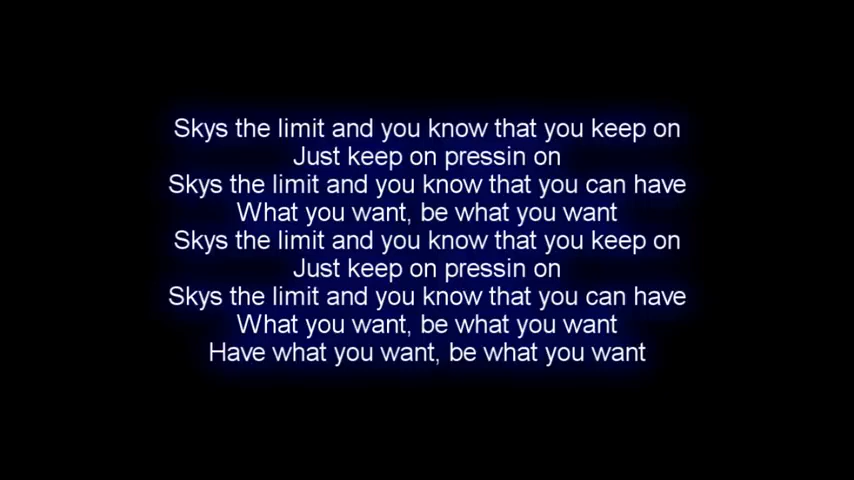 Skys the limit and you know that you keep on
Just keep on pressin on
Skys the limit and you know that you can have
What you want, be what you want
Skys the limit and you know that you keep on
Just keep on pressin on
Skys the limit and you know that you can have
What you want, be what you want
Have what you want, be what you want